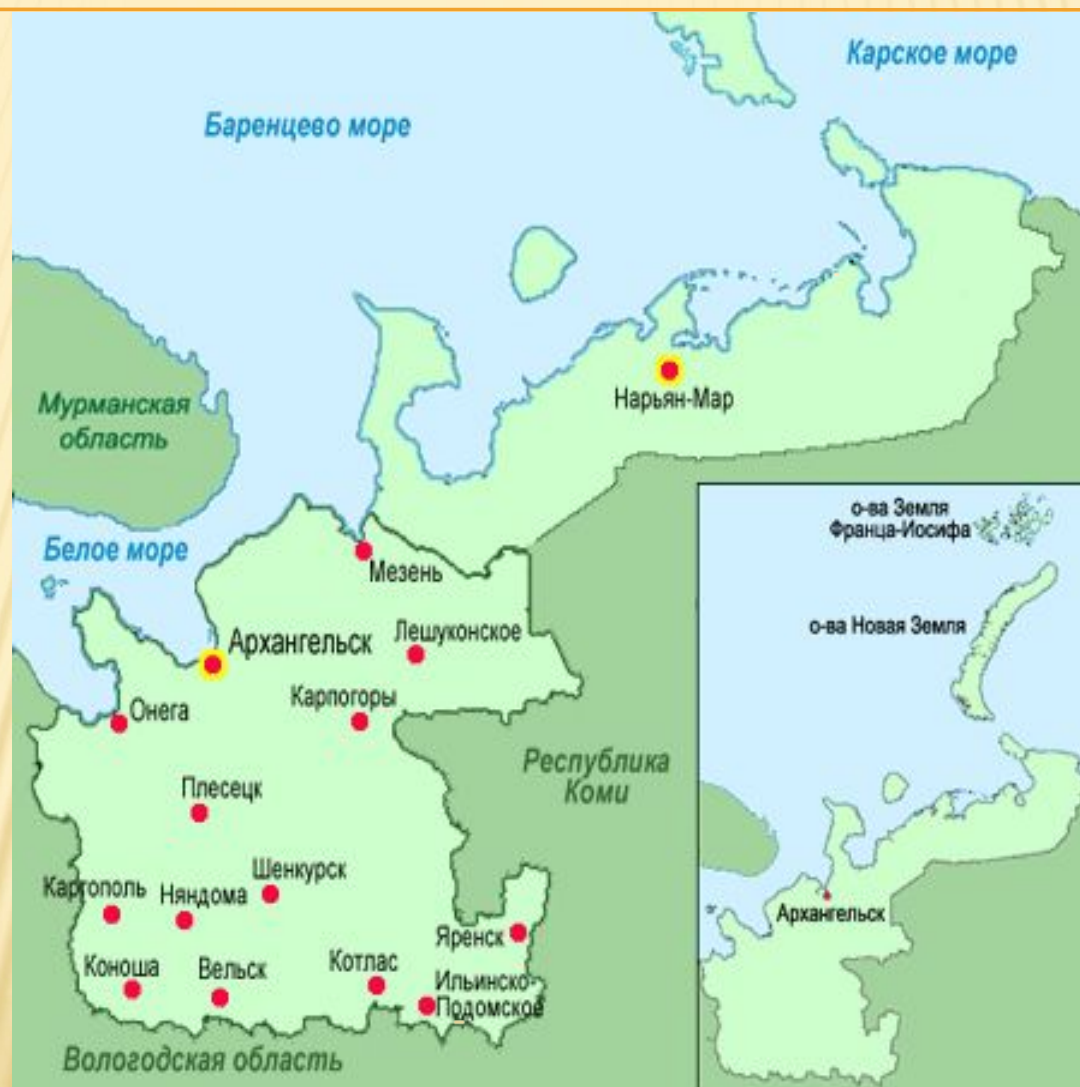 Карское море
Баренцево море
Нарьян-Мар
Мурманская
область
о-ва Земля
Франца-Иосифа
Белое море
Мезень
о-ва Новая Земля
Архангельск
Лешуконское
Карпогоры
Онега
Республика
Коми
Плесецк
Шенкурск
Каргополь
Няндома
Архангельск
Яренск
Коноша
Вельск
Котлас
Ильинско-
Подомское
Вологодская область